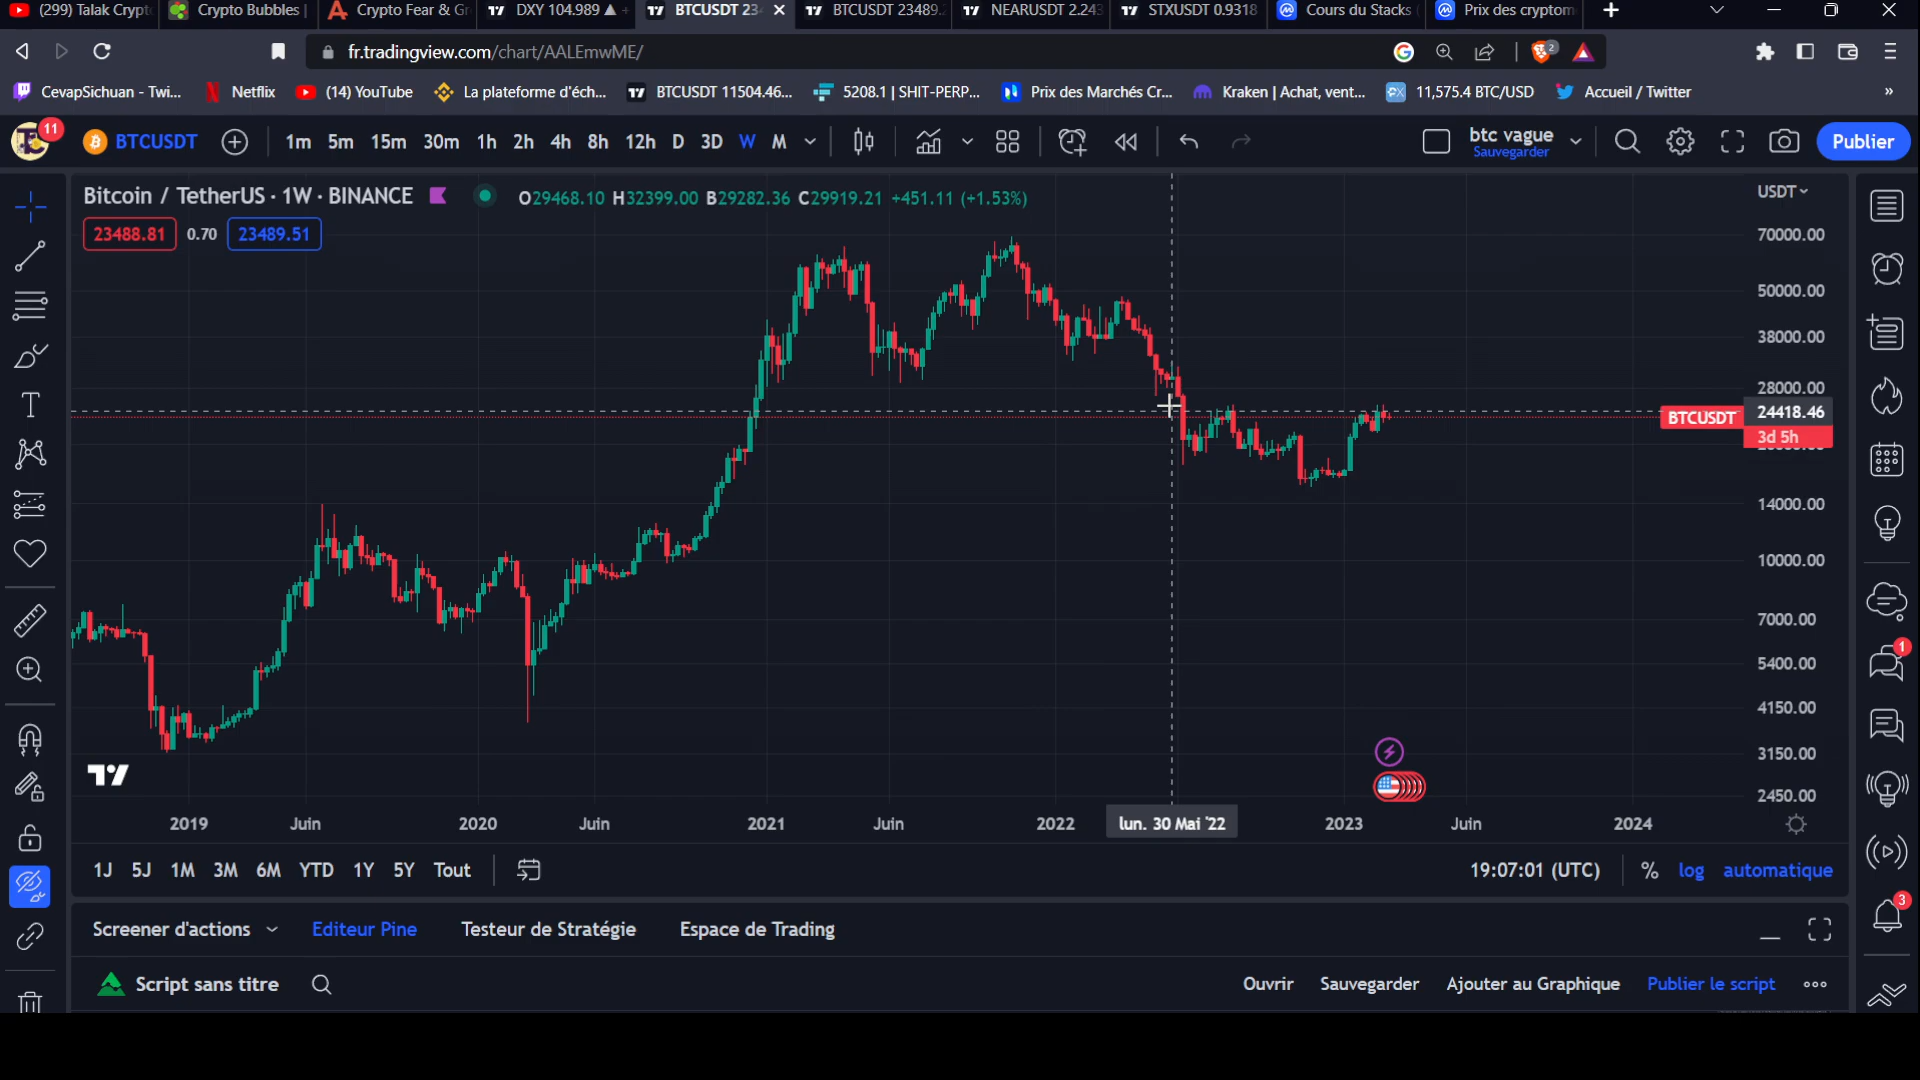 (299) Talak Crypt
Crypto Bubbles |
Crypto Fear & Gr
DXY 104.989 ▲ +
BTCUSDT 23
BTCUSDT 23489.
NEARUSDT 2.243
STXUSDT 0.9318
Cours du Stacks
Prix des cryptom
fr.tradingview.com/chart/AALEmwME/
2
CevapSichuan - Twi...
Netflix
(14) YouTube
La plateforme d'éch...
BTCUSDT 11504.46...
5208.1 | SHIT-PERP...
Prix des Marchés Cr...
Kraken | Achat, vent...
11,575.4 BTC/USD
Accueil / Twitter
»
11
BTCUSDT
1m 5m 15m 30m 1h 2h 4h 8h 12h D 3D W M
btc vague
Sauvegarder
Publier
Bitcoin / TetherUS · 1W · BINANCE
O29468.10 H32399.00 B29282.36 C29919.21 +451.11 (+1.53%)
USDT
23488.81 0.70 23489.51
70000.00
50000.00
38000.00
28000.00
24418.46
BTCUSDT
3d 5h
14000.00
10000.00
7000.00
5400.00
4150.00
3150.00
2450.00
1
3
2019 Juin 2020 Juin 2021 Juin 2022 lun. 30 Mai '22 2023 Juin 2024
1J 5J 1M 3M 6M YTD 1Y 5Y Tout
19:07:01 (UTC) % log automatique
Screener d'actions Editeur Pine Testeur de Stratégie Espace de Trading
Script sans titre
Ouvrir Sauvegarder Ajouter au Graphique Publier le script